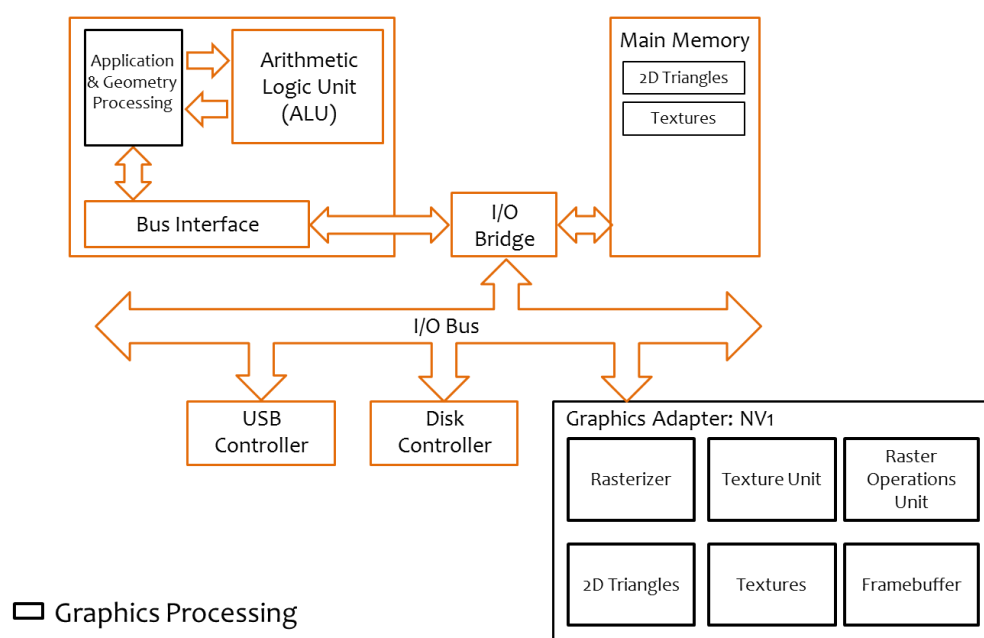 Application
& Geometry
Processing
Arithmetic
Logic Unit
(ALU)
Bus Interface
I/O
Bridge
Main Memory
2D Triangles
Textures
I/O Bus
USB
Controller
Disk
Controller
Graphics Adapter: NV1
Rasterizer
Texture Unit
Raster
Operations
Unit
2D Triangles
Textures
Framebuffer
Graphics Processing